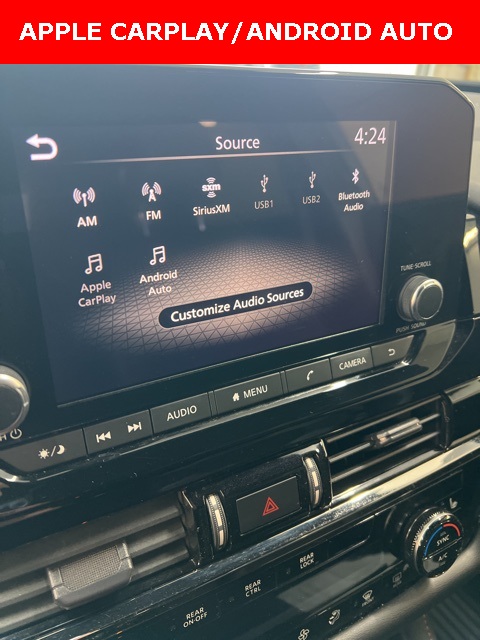 APPLE CARPLAY/ANDROID AUTO
Source
4:24
AM
FM
sxm
SiriusXM
USB1
USB2
Bluetooth
Audio
Apple
CarPlay
Android
Auto
Customize Audio Sources
TUNE·SCROLL
PUSH SOUND
AUDIO
MENU
CAMERA
REAR
ON·OFF
REAR
CTRL
REAR
LOCK
SYNC
A/C